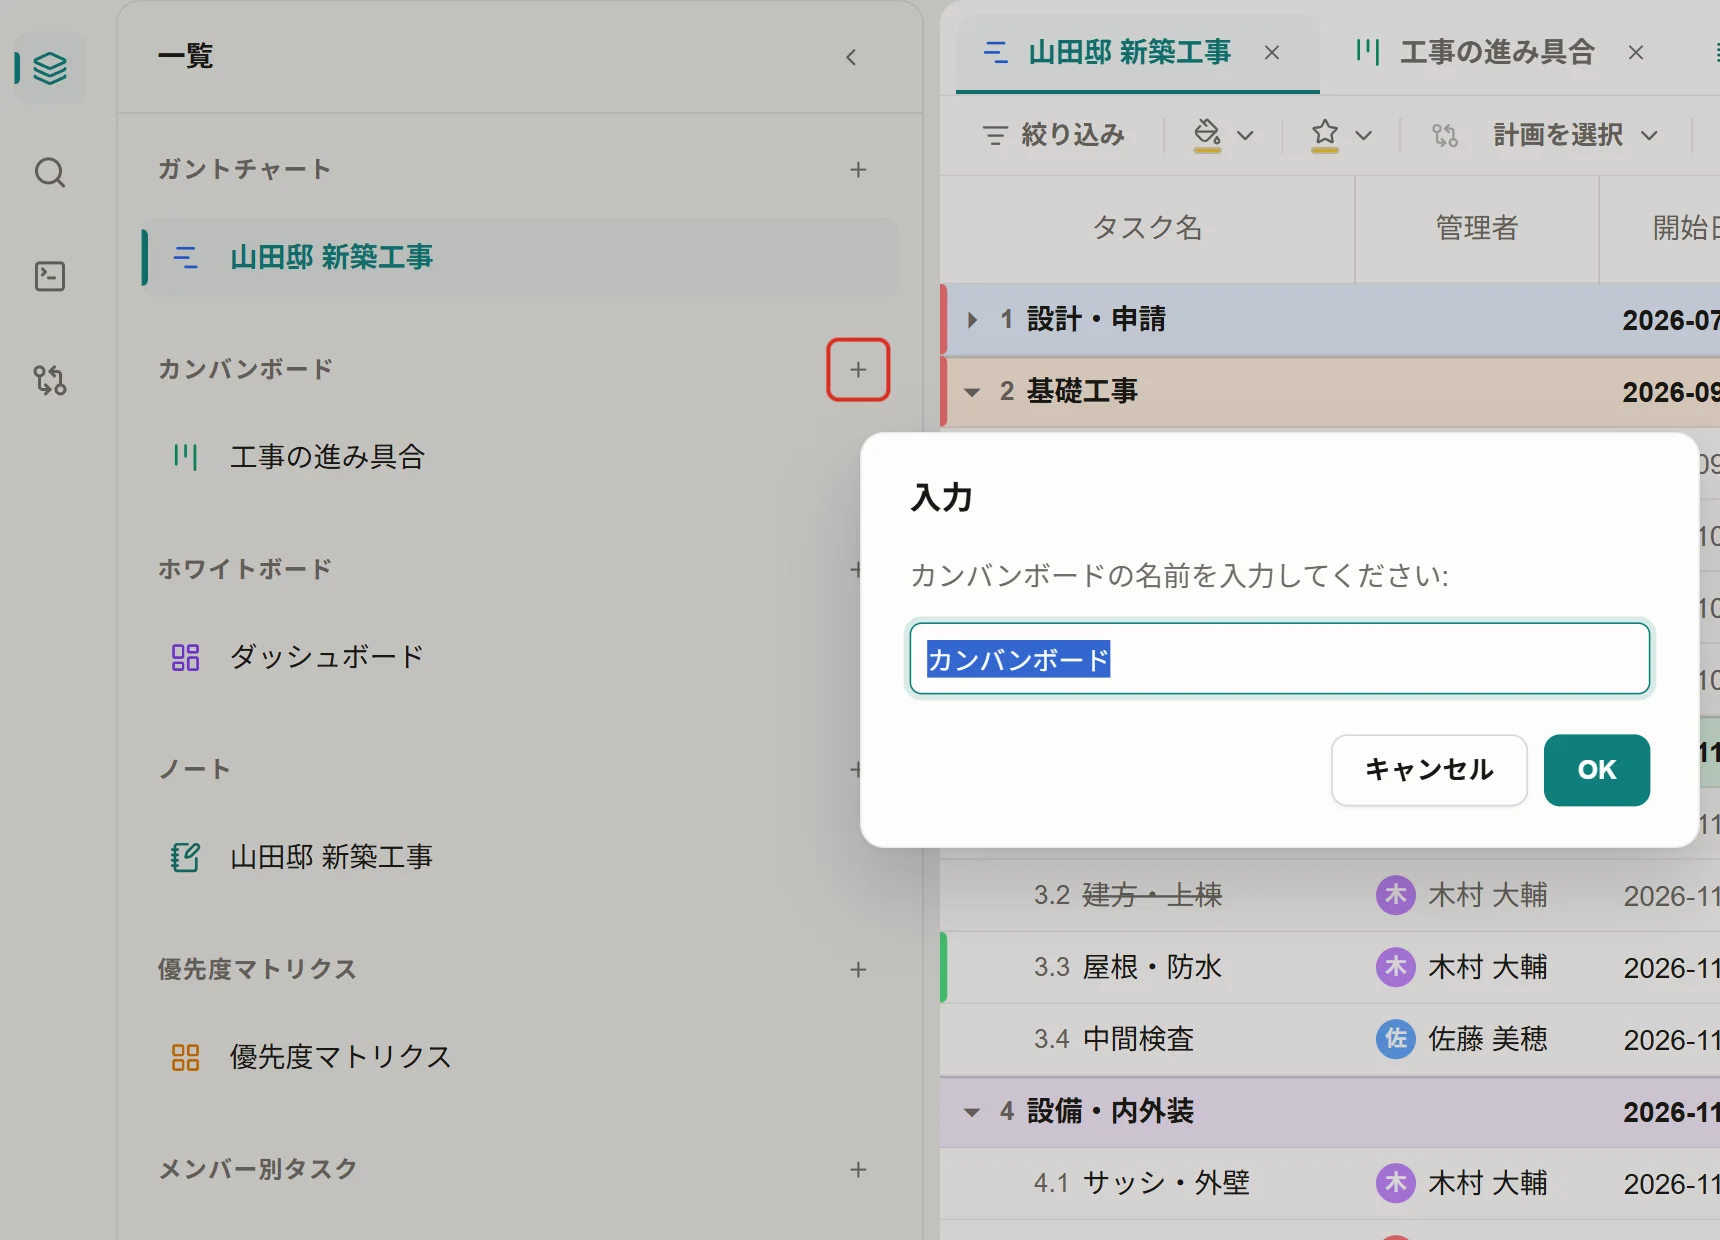 一覧
ガントチャート
山田邸 新築工事
カンバンボード
工事の進み具合
ホワイトボード
ダッシュボード
ノート
山田邸 新築工事
優先度マトリクス
優先度マトリクス
メンバー別タスク
山田邸 新築工事
工事の進み具合
絞り込み
計画を選択
タスク名 管理者
1 設計・申請 2026-07
2 基礎工事 2026-09
入力
カンバンボードの名前を入力してください:
カンバンボード
キャンセル OK
3.2 建方・上棟 木 木村 大輔 2026-11
3.3 屋根・防水 木 木村 大輔 2026-11
3.4 中間検査 佐 佐藤 美穂 2026-11
4 設備・内外装 2026-11
4.1 サッシ・外壁 木 木村 大輔 2026-11